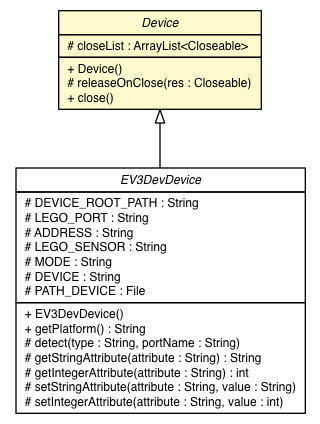 Device
# closeList : ArrayList<Closeable>
+ Device()
# releaseOnClose(res : Closeable)
+ close()
EV3DevDevice
# DEVICE_ROOT_PATH : String
# LEGO_PORT : String
# ADDRESS : String
# LEGO_SENSOR : String
# MODE : String
# DEVICE : String
# PATH_DEVICE : File
+ EV3DevDevice()
+ getPlatform() : String
# detect(type : String, portName : String)
# getStringAttribute(attribute : String) : String
# getIntegerAttribute(attribute : String) : int
# setStringAttribute(attribute : String, value : String)
# setIntegerAttribute(attribute : String, value : int)